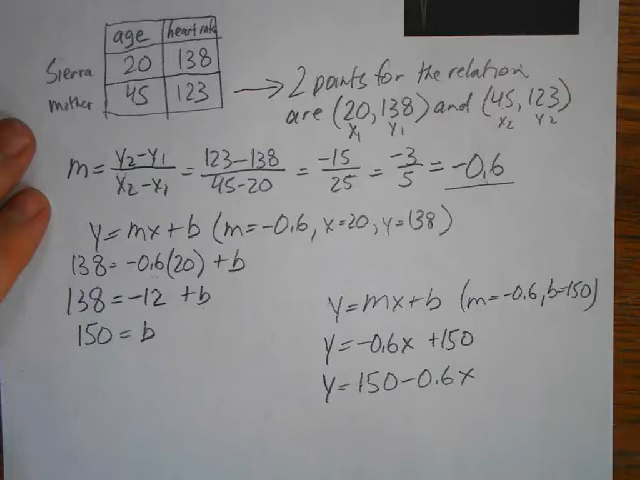 age heart rate
Sierra 20 138
mother 45 123
→ 2 points for the relation
are (20, 138) and (45, 123)
x₁ y₁ x₂ y₂
m = y₂-y₁/x₂-x₁ = 123-138/45-20 = -15/25 = -3/5 = -0.6
y = mx + b (m = -0.6, x = 20, y = 138)
138 = -0.6(20) + b
138 = -12 + b
150 = b
y = mx + b (m = -0.6, b = 150)
y = -0.6x + 150
y = 150 - 0.6x